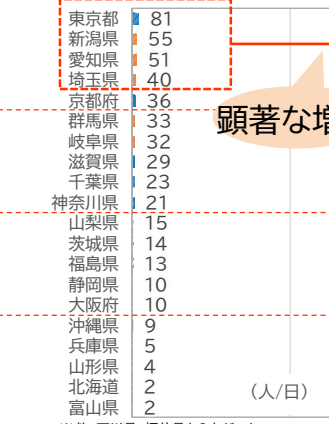 東京都 81
新潟県 55
愛知県 51
埼玉県 40
京都府 36
群馬県 33
岐阜県 32
滋賀県 29
千葉県 23
神奈川県 21
山梨県 15
茨城県 14
福島県 13
静岡県 10
大阪府 10
沖縄県 9
兵庫県 5
山形県 4
北海道 2
富山県 2
顕著な増
(人/日)